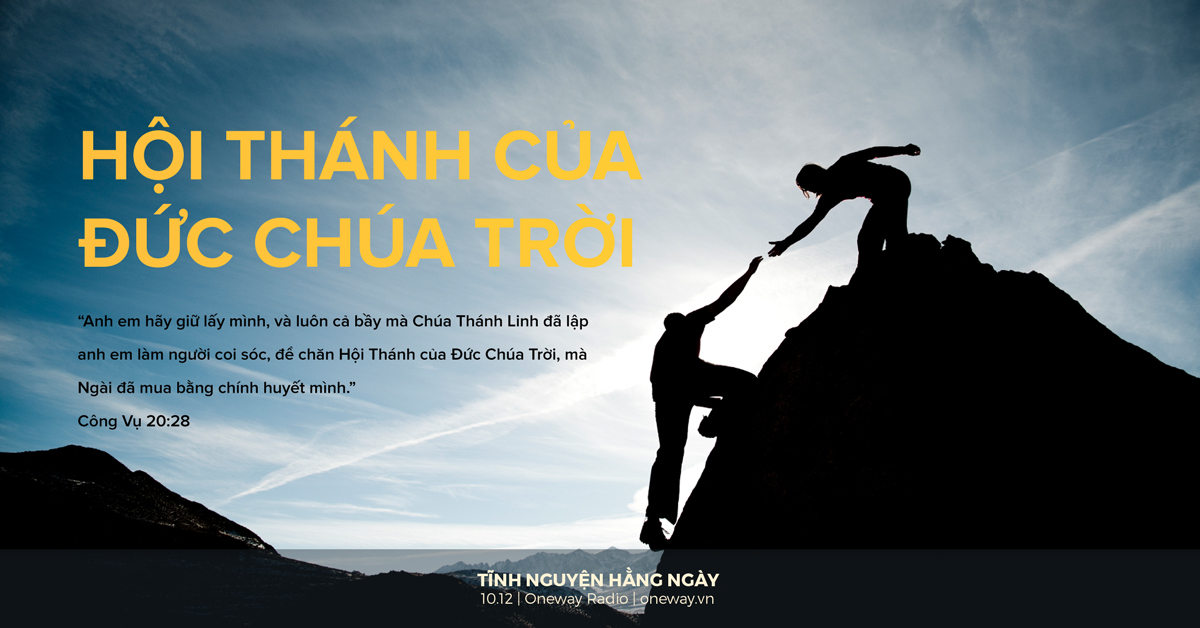 HỘI THÁNH CỦA
ĐỨC CHÚA TRỜI
“Anh em hãy giữ lấy mình, và luôn cả bầy mà Chúa Thánh Linh đã lập
anh em làm người coi sóc, để chăn Hội Thánh của Đức Chúa Trời, mà
Ngài đã mua bằng chính huyết mình.”
Công Vụ 20:28
TĨNH NGUYỆN HẰNG NGÀY
10.12 | Oneway Radio | oneway.vn